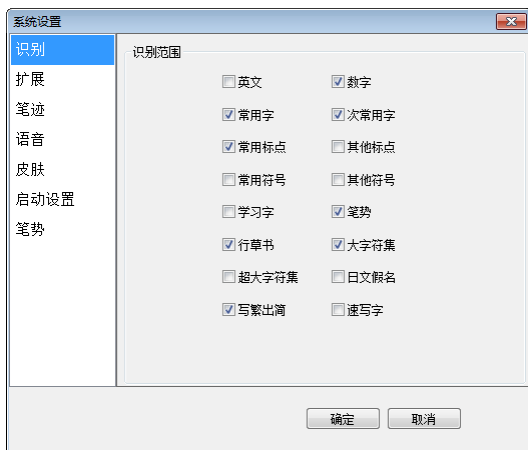 系统设置
识别
扩展
笔迹
语音
皮肤
启动设置
笔势
识别范围
英文 数字
常用字 次常用字
常用标点 其他标点
常用符号 其他符号
学习字 笔势
行草书 大字符集
超大字符集 日文假名
写繁出简 速写字
确定 取消